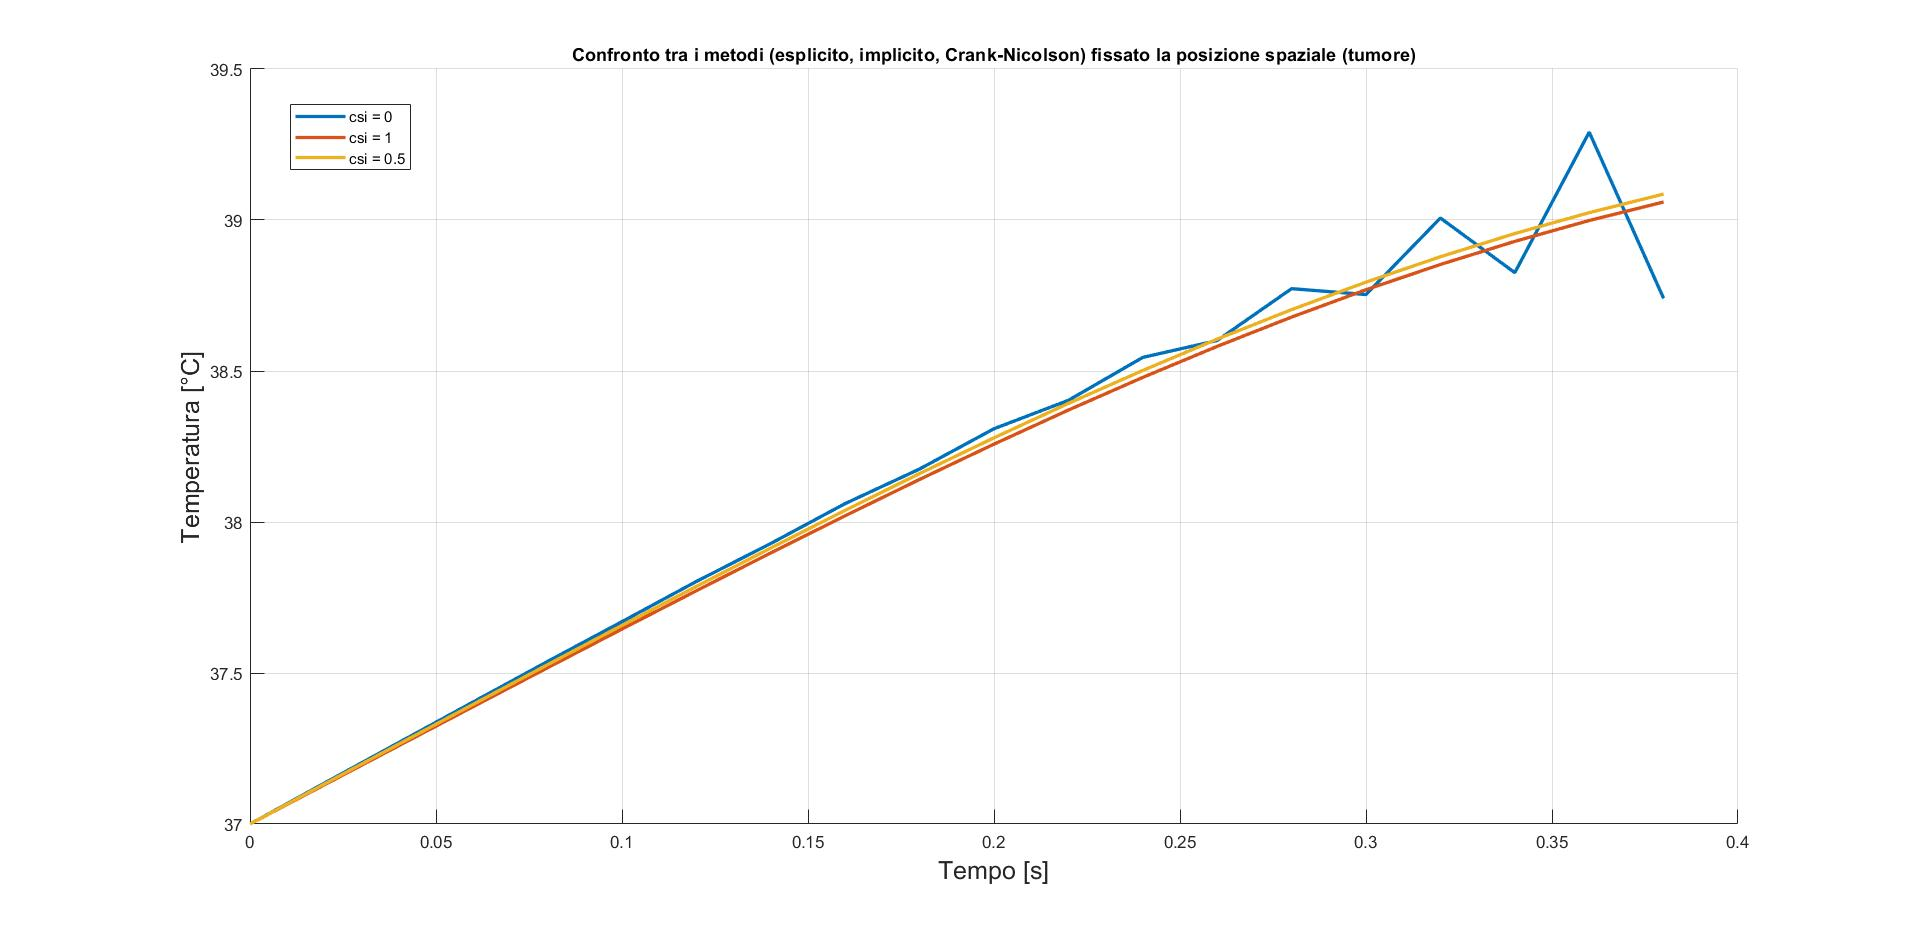 Confronto tra i metodi (esplicito, implicito, Crank-Nicolson) fissato la posizione spaziale (tumore)
39.5
csi = 0
csi = 1
csi = 0.5
39
38.5
Temperatura [°C]
38
37.5
37
0 0.05 0.1 0.15 0.2 0.25 0.3 0.35 0.4
Tempo [s]